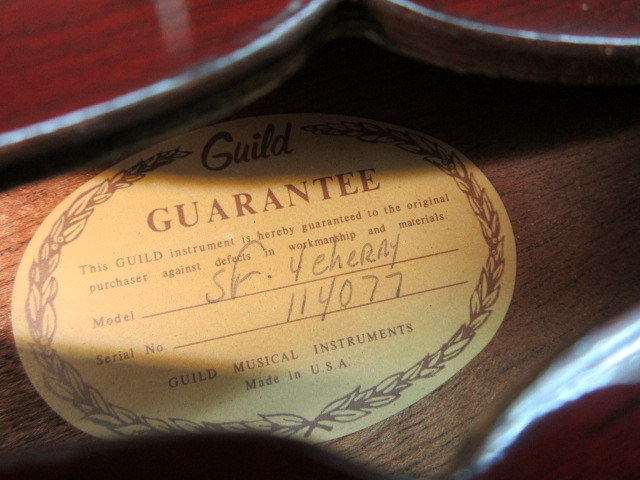 Guild
GUARANTEE
This GUILD instrument is hereby guaranteed to the original
purchaser against defects in workmanship and materials.
Model SF. 4 CHERRY
Serial No. 114077
GUILD MUSICAL INSTRUMENTS
Made in U.S.A.